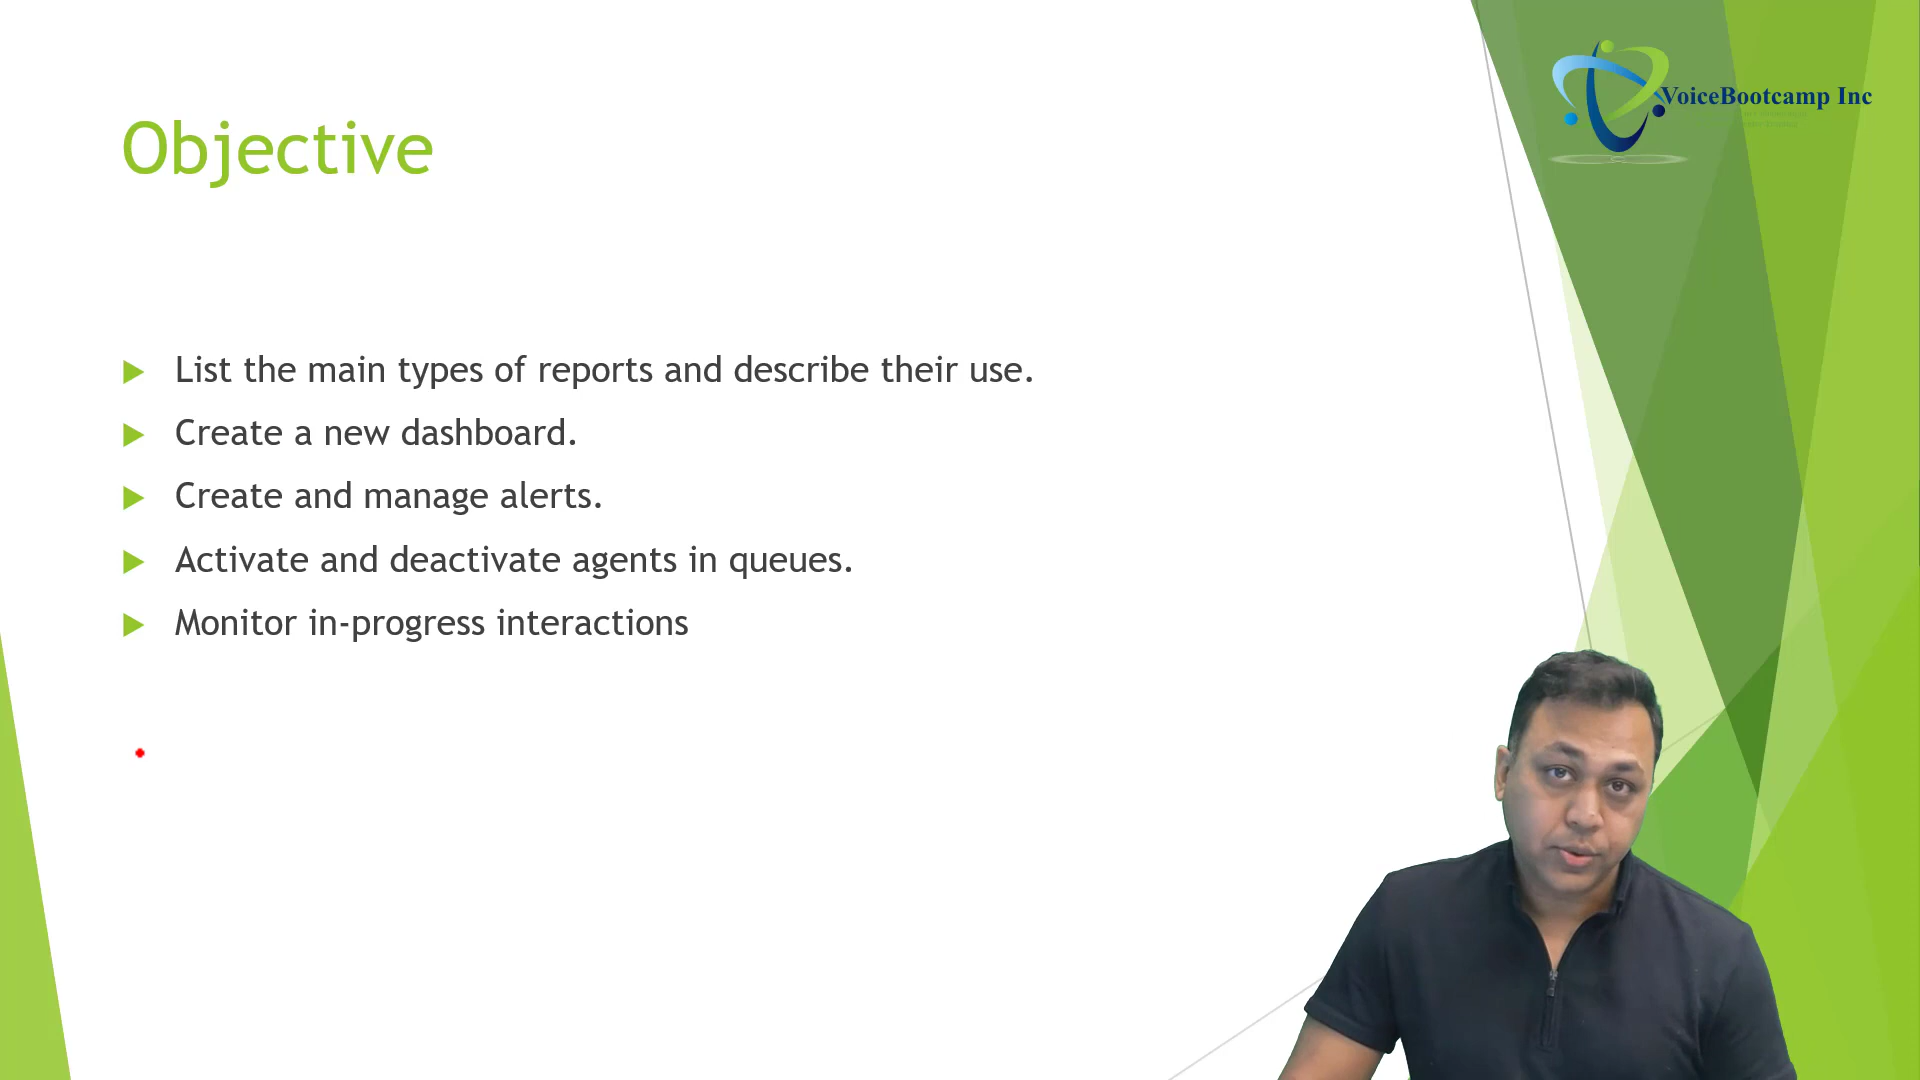 VoiceBootcamp Inc
Objective
List the main types of reports and describe their use.
Create a new dashboard.
Create and manage alerts.
Activate and deactivate agents in queues.
Monitor in-progress interactions